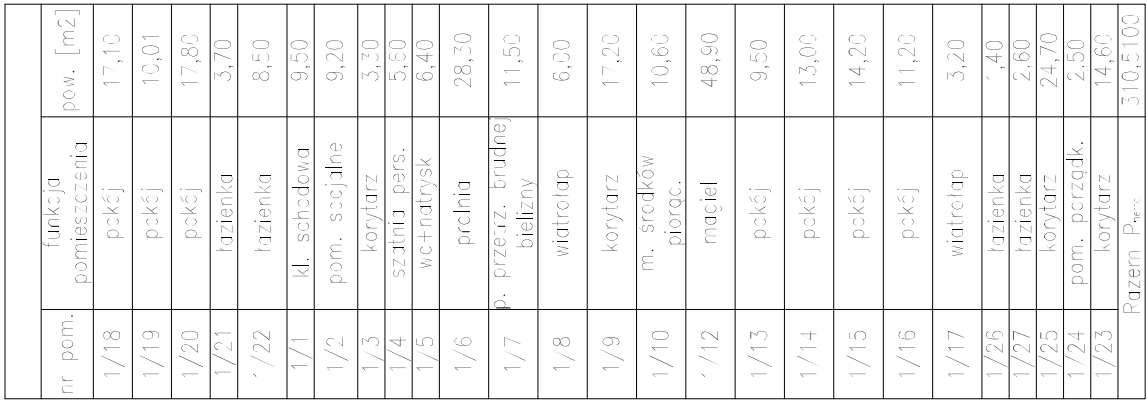 nr pom. funkcja pomieszczenia pow. [m2]
1/18 pokój 17,10
1/19 pokój 10,01
1/20 pokój 17,80
1/21 łazienka 3,70
1/22 łazienka 8,50
1/1 kl. schodowa 9,50
1/2 pom. socjalne 9,20
1/3 korytarz 3,30
1/4 szatnia pers. 5,60
1/5 wc+natrysk 6,40
1/6 pralnia 28,30
1/7 p. przewrz. brudnej bielizny 11,50
1/8 wiatrołap 6,00
1/9 korytarz 17,20
1/10 m. środków piorąc. 10,60
1/12 magiel 48,90
1/13 pokój 9,50
1/14 pokój 13,00
1/15 pokój 14,20
1/16 pokój 11,20
1/17 wiatrołap 3,20
1/26 łazienka 1,40
1/27 łazienka 2,60
1/25 korytarz 24,70
1/24 pom. porządk. 2,50
1/23 korytarz 14,60
Razem Pnetto 310,5100